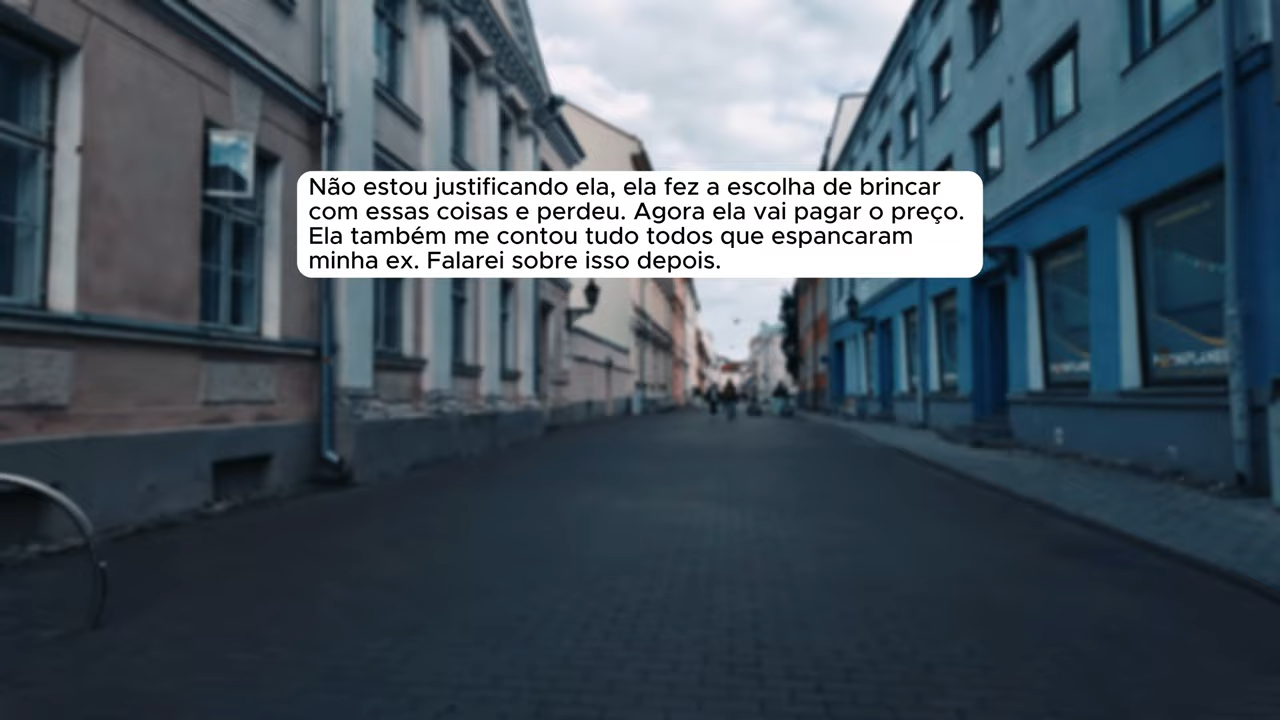 Não estou justificando ela, ela fez a escolha de brincar
com essas coisas e perdeu. Agora ela vai pagar o preço.
Ela também me contou tudo todos que espancaram
minha ex. Falarei sobre isso depois.